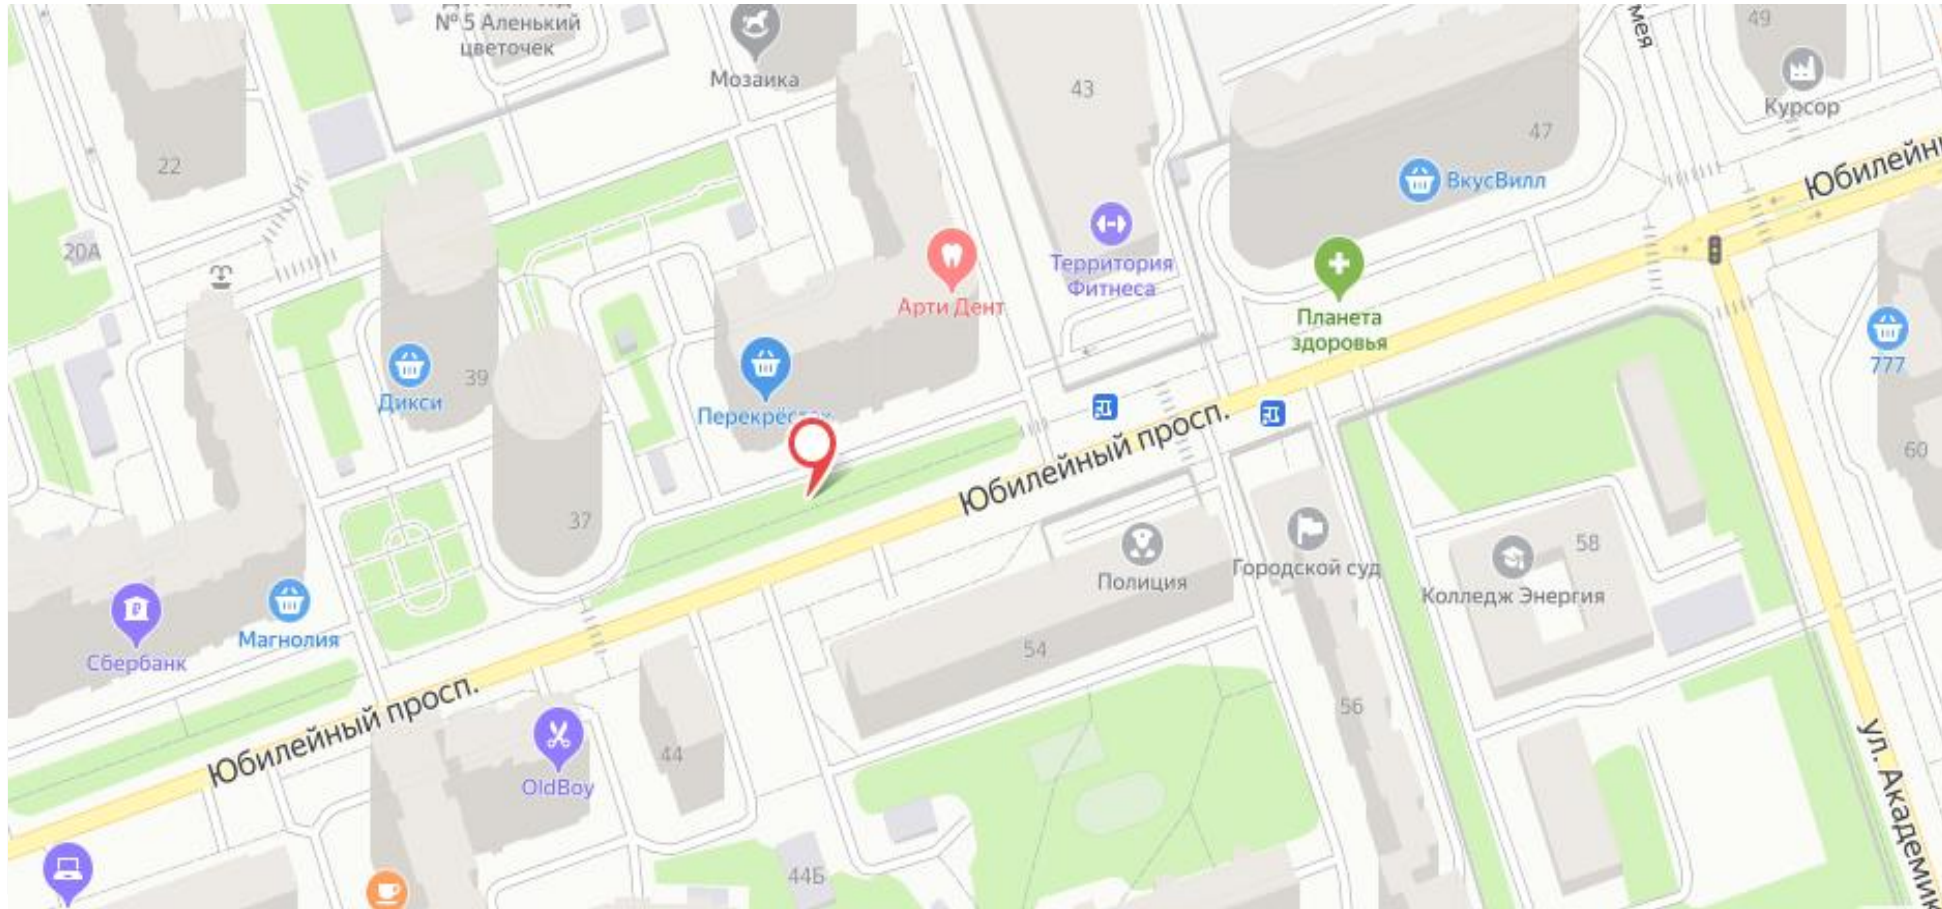 № 5 Аленький
цветочек
Мозаика
43
49
Курсор
47
ВкусВилл
Юбилейн
22
20А
Территория
Фитнеса
Арти Дент
Планета
здоровья
777
39
Дикси
Юбилейный просп.
60
37
Полиция
Городской суд
58
Колледж Энергия
Магнолия
Сбербанк
54
56
Юбилейный просп.
44
OldBoy
ул. Академик
44Б